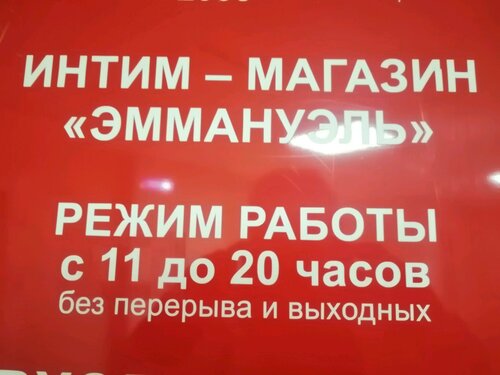 ИНТИМ – МАГАЗИН
«ЭММАНУЭЛЬ»
РЕЖИМ РАБОТЫ
с 11 до 20 часов
без перерыва и выходных